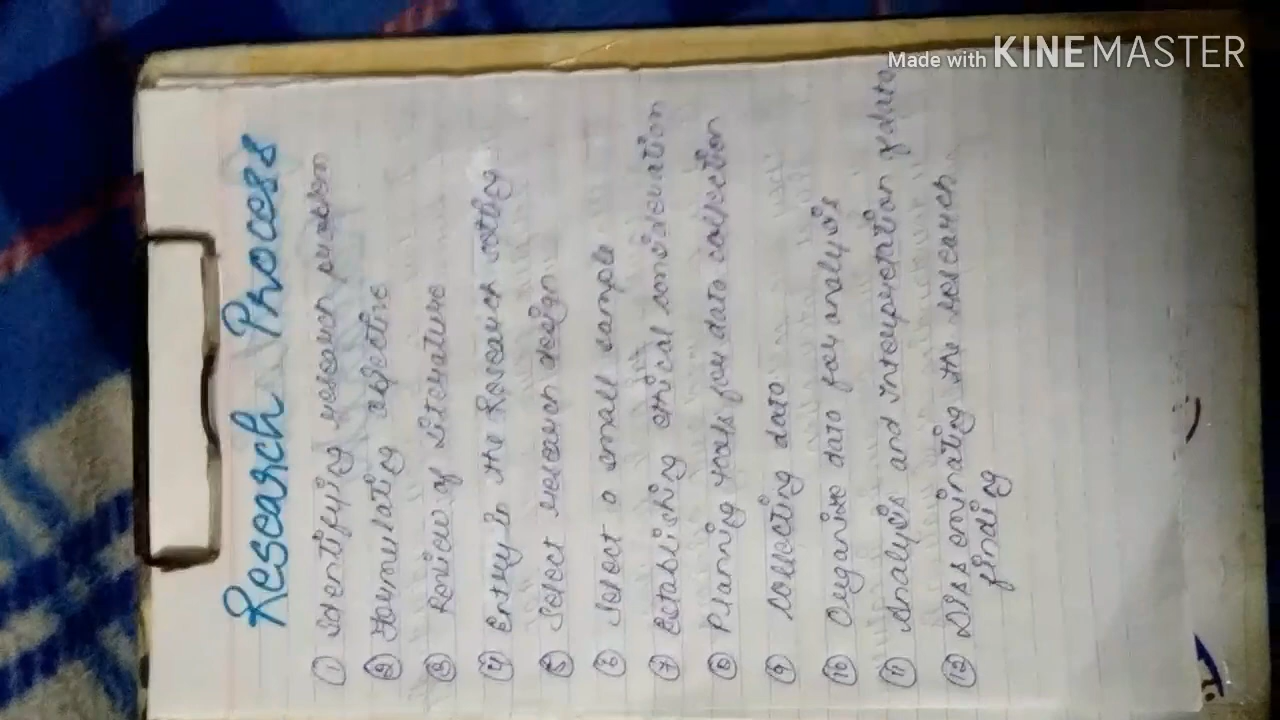 Research Process
① Identifying research problem
② Formulating objective
③ Review of literature
④ Entry in the Research setting
⑤ Select research design
⑥ Select a small sample
⑦ Establishing ethical consideration
⑧ Planning tools for data collection
⑨ Collecting data
⑩ Organize data for analysis
⑪ Analysis and interpretation of data
⑫ Disseminating the research
finding
Made with KINEMASTER